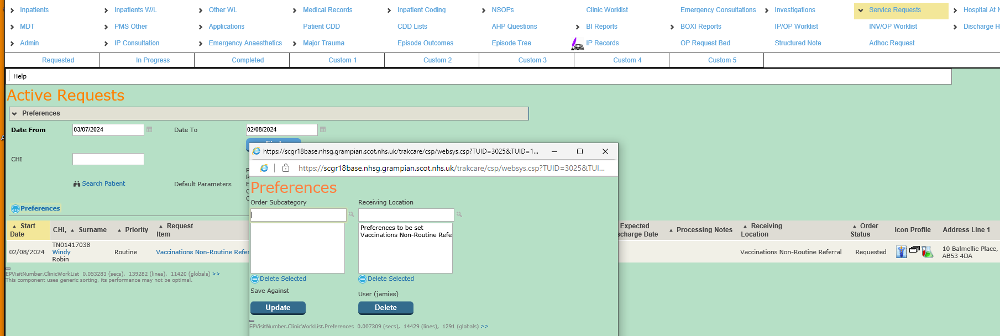 Inpatients Inpatients W/L Other WL Medical Records Inpatient Coding NSOPs Clinic Worklist Emergency Consultations Investigations Service Requests Hospital At N
MDT PMS Other Applications Patient CDD CDD Lists AHP Questions BI Reports BOXI Reports IP/OP Worklist INV/OP Worklist Discharge H
Admin IP Consultation Emergency Anaesthetics Major Trauma Episode Outcomes Episode Tree IP Records OP Request Bed Structured Note Adhoc Request
Requested In Progress Completed Custom 1 Custom 2 Custom 3 Custom 4 Custom 5
Help
Active Requests
Preferences
Date From 03/07/2024 Date To 02/08/2024
CHI
Search Patient Default Parameters
Preferences
Start Date CHI, Surname Priority Request Item Expected scharge Date Processing Notes Receiving Location Order Status Icon Profile Address LIne 1
02/08/2024 TN01417038 Windy Robin Routine Vaccinations Non-Routine Refer Vaccinations Non-Routine Referral Requested 10 Balmellie Place, AB53 4DA
EPVisitNumber.ClinicWorkList 0.053283 (secs), 139282 (lines), 11420 (globals) >>
This component uses generic sorting, its performance may not be optimal.
https://scgr18base.nhsg.grampian.scot.nhs.uk/trakcare/csp/websys.csp?TUID=3025&TUID=1...
https://scgr18base.nhsg.grampian.scot.nhs.uk/trakcare/csp/websys.csp?TUID=3025&TUI...
Preferences
Order Subcategory Receiving Location
Preferences to be set
Vaccinations Non-Routine Refe
Delete Selected Delete Selected
Save Against User (jamies)
Update Delete
EPVisitNumber.ClinicWorkList.Preferences 0.007309 (secs), 14429 (lines), 1291 (globals) >>